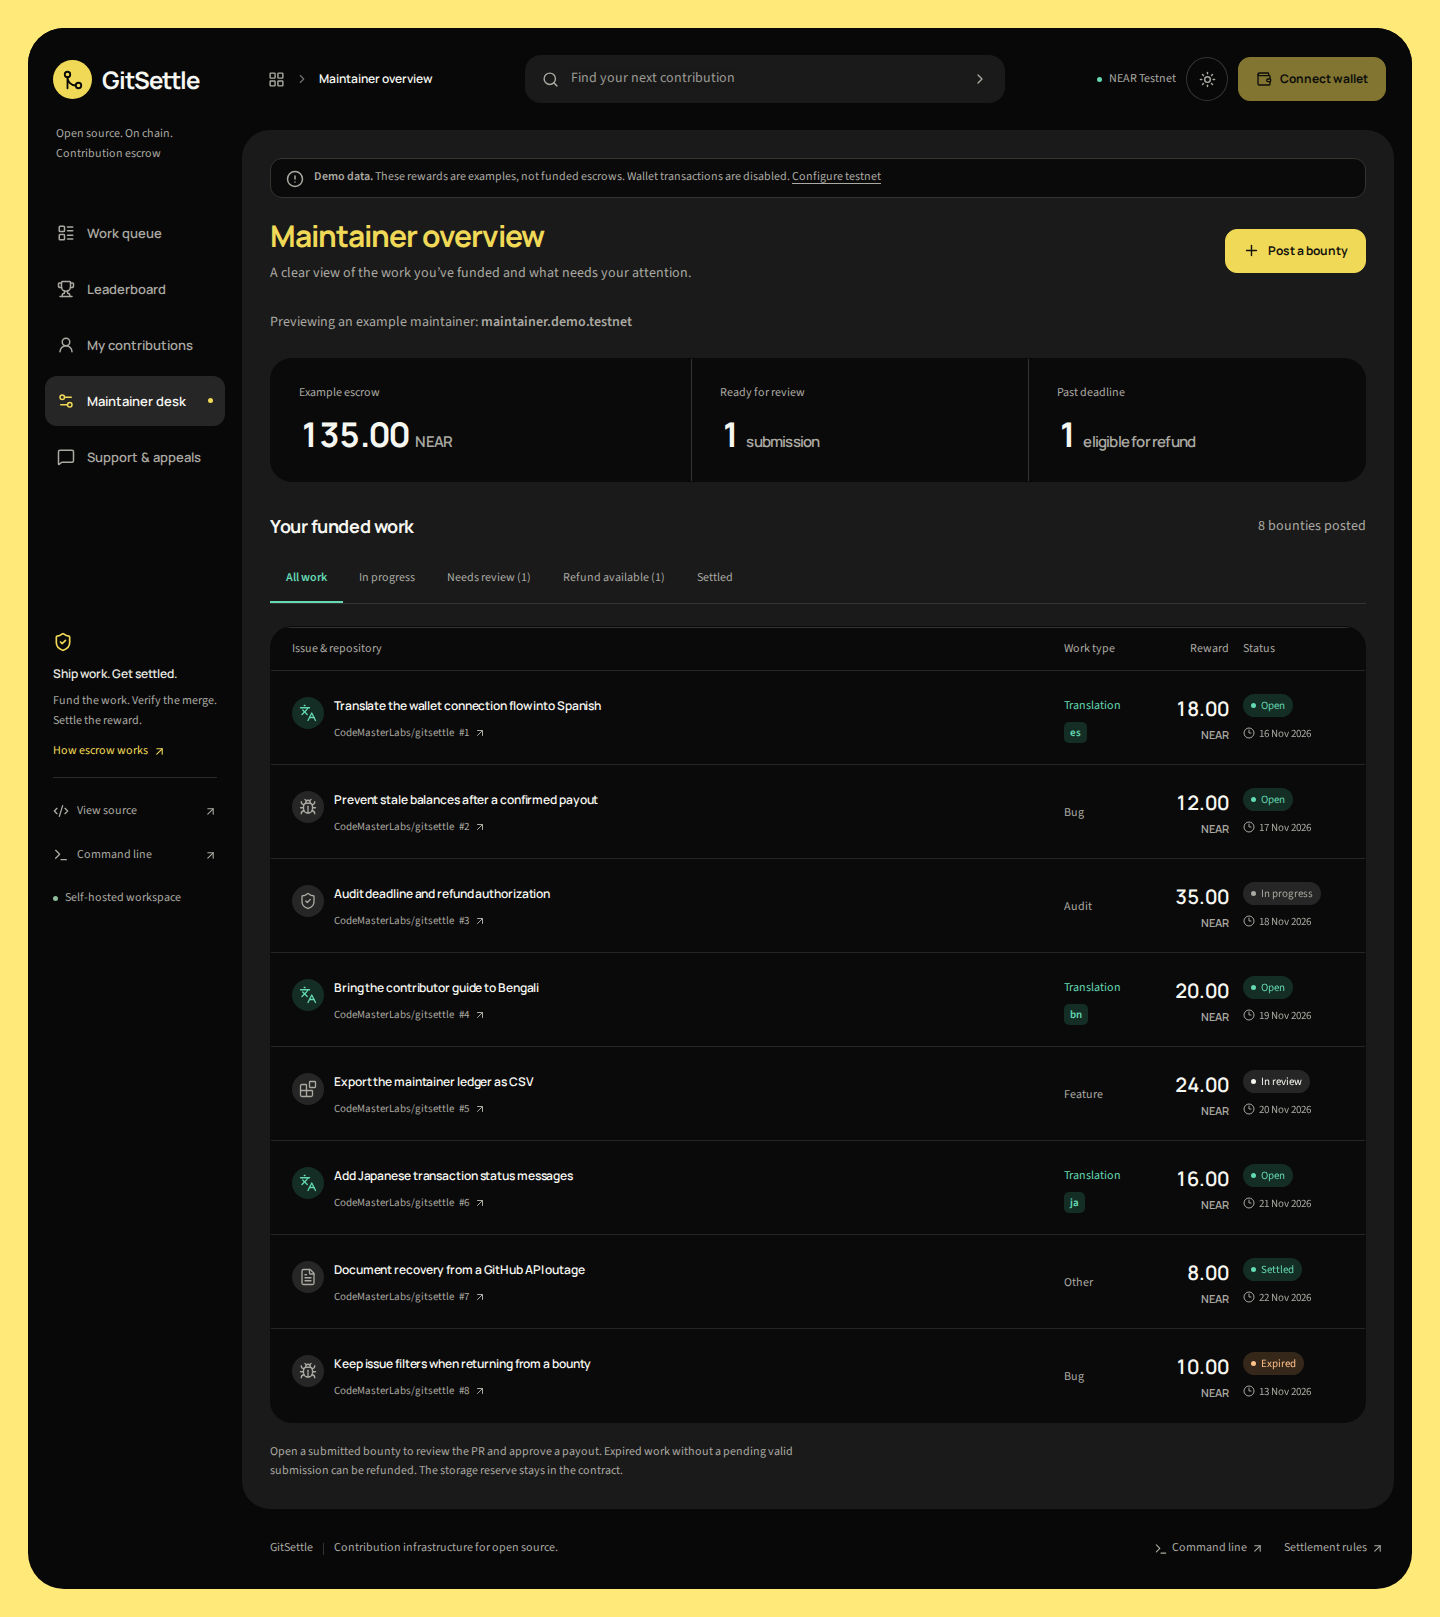 GitSettle
Open source. On chain.
Contribution escrow
Work queue
Leaderboard
My contributions
Maintainer desk
Support & appeals
Ship work. Get settled.
Fund the work. Verify the merge.
Settle the reward.
How escrow works
View source
Command line
Self-hosted workspace
Maintainer overview
Find your next contribution
NEAR Testnet
Connect wallet
Demo data. These rewards are examples, not funded escrows. Wallet transactions are disabled. Configure testnet
Maintainer overview
A clear view of the work you've funded and what needs your attention.
Post a bounty
Previewing an example maintainer: maintainer.demo.testnet
Example escrow
135.00 NEAR
Ready for review
1 submission
Past deadline
1 eligible for refund
Your funded work
8 bounties posted
All work In progress Needs review (1) Refund available (1) Settled
Issue & repository Work type Reward Status
Translate the wallet connection flow into Spanish
CodeMasterLabs/gitsettle #1
Translation
es
18.00
NEAR
Open
16 Nov 2026
Prevent stale balances after a confirmed payout
CodeMasterLabs/gitsettle #2
Bug
12.00
NEAR
Open
17 Nov 2026
Audit deadline and refund authorization
CodeMasterLabs/gitsettle #3
Audit
35.00
NEAR
In progress
18 Nov 2026
Bring the contributor guide to Bengali
CodeMasterLabs/gitsettle #4
Translation
bn
20.00
NEAR
Open
19 Nov 2026
Export the maintainer ledger as CSV
CodeMasterLabs/gitsettle #5
Feature
24.00
NEAR
In review
20 Nov 2026
Add Japanese transaction status messages
CodeMasterLabs/gitsettle #6
Translation
ja
16.00
NEAR
Open
21 Nov 2026
Document recovery from a GitHub API outage
CodeMasterLabs/gitsettle #7
Other
8.00
NEAR
Settled
22 Nov 2026
Keep issue filters when returning from a bounty
CodeMasterLabs/gitsettle #8
Bug
10.00
NEAR
Expired
13 Nov 2026
Open a submitted bounty to review the PR and approve a payout. Expired work without a pending valid
submission can be refunded. The storage reserve stays in the contract.
GitSettle Contribution infrastructure for open source.
Command line Settlement rules